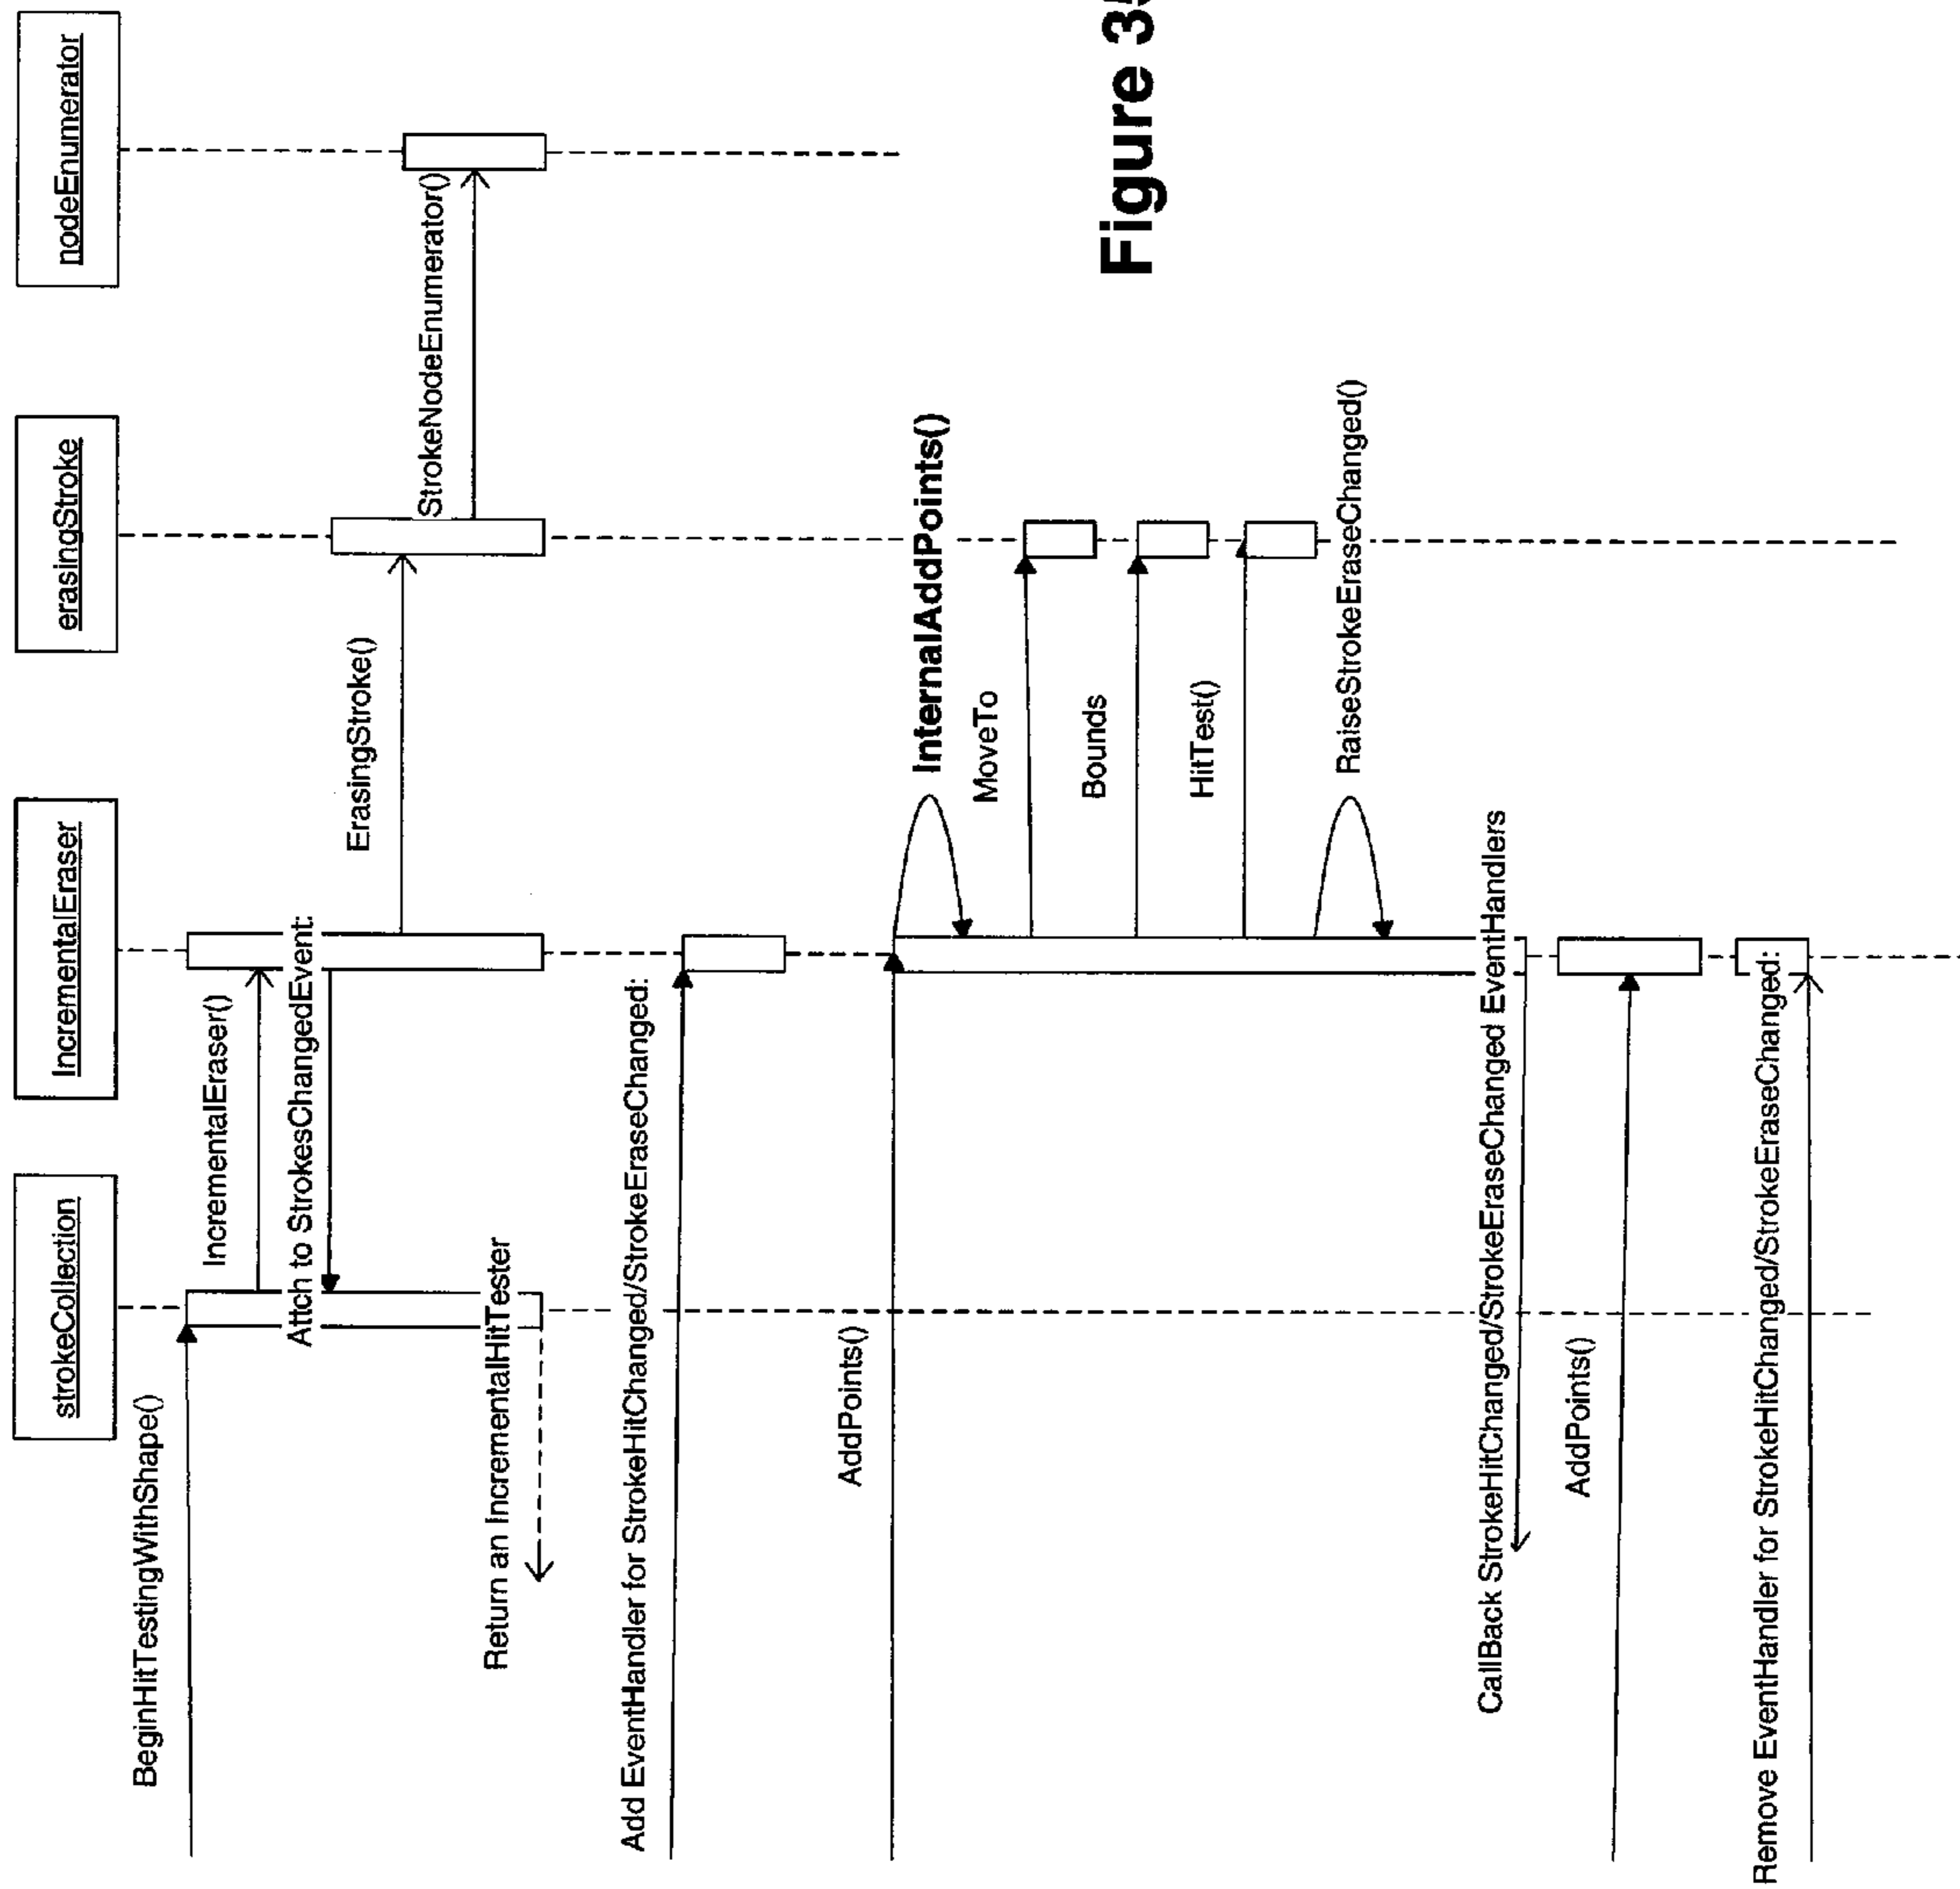 strokeCollection
IncrementalEraser
erasingStroke
nodeEnumerator
BeginHitTestingWithShape()
IncrementalEraser()
Attch to StrokesChangedEvent:
ErasingStroke()
StrokeNodeEnumerator()
Return an IncrementalHitTester
Add EventHandler for StrokeHitChanged/StrokeEraseChanged:
AddPoints()
InternalAddPoints()
MoveTo
Bounds
HitTest()
RaiseStrokeEraseChanged()
CallBack StrokeHitChanged/StrokeEraseChanged EventHandlers
AddPoints()
Remove EventHandler for StrokeHitChanged/StrokeEraseChanged:
Figure